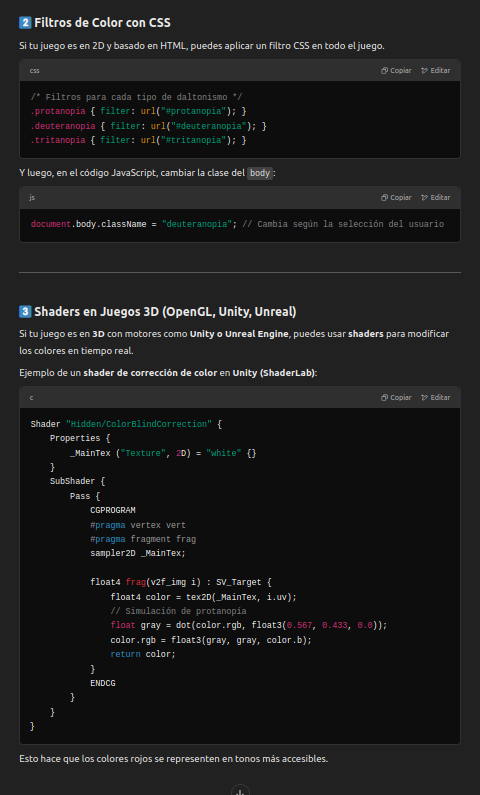 2 Filtros de Color con CSS
Si tu juego es en 2D y basado en HTML, puedes aplicar un filtro CSS en todo el juego.
css Copiar Editar
/* Filtros para cada tipo de daltonismo */
.protanopia { filter: url("#protanopia"); }
.deuteranopia { filter: url("#deuteranopia"); }
.tritanopia { filter: url("#tritanopia"); }
Y luego, en el código JavaScript, cambiar la clase del body:
js Copiar Editar
document.body.className = "deuteranopia"; // Cambia según la selección del usuario
3 Shaders en Juegos 3D (OpenGL, Unity, Unreal)
Si tu juego es en 3D con motores como Unity o Unreal Engine, puedes usar shaders para modificar
los colores en tiempo real.
Ejemplo de un shader de corrección de color en Unity (ShaderLab):
c Copiar Editar
Shader "Hidden/ColorBlindCorrection" {
    Properties {
        _MainTex ("Texture", 2D) = "white" {}
    }
    SubShader {
        Pass {
            CGPROGRAM
            #pragma vertex vert
            #pragma fragment frag
            sampler2D _MainTex;
            float4 frag(v2f_img i) : SV_Target {
                float4 color = tex2D(_MainTex, i.uv);
                // Simulación de protanopía
                float gray = dot(color.rgb, float3(0.567, 0.433, 0.0));
                color.rgb = float3(gray, gray, color.b);
                return color;
            }
            ENDCG
        }
    }
}
Esto hace que los colores rojos se representen en tonos más accesibles.